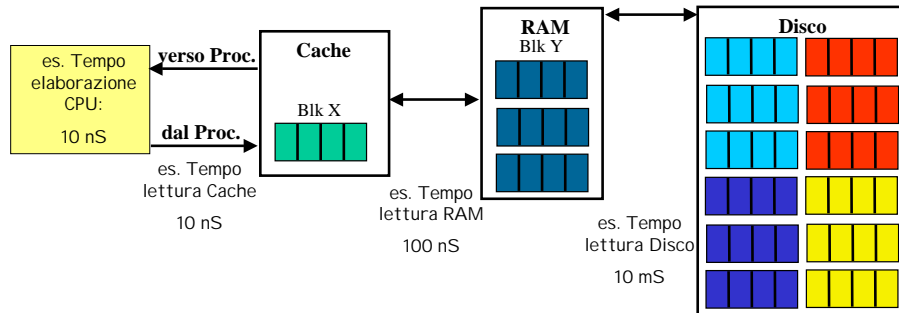 es. Tempo
elaborazione
CPU:
10 nS
verso Proc.
dal Proc.
es. Tempo
lettura Cache
10 nS
Cache
Blk X
es. Tempo
lettura RAM
100 nS
RAM
Blk Y
es. Tempo
lettura Disco
10 mS
Disco